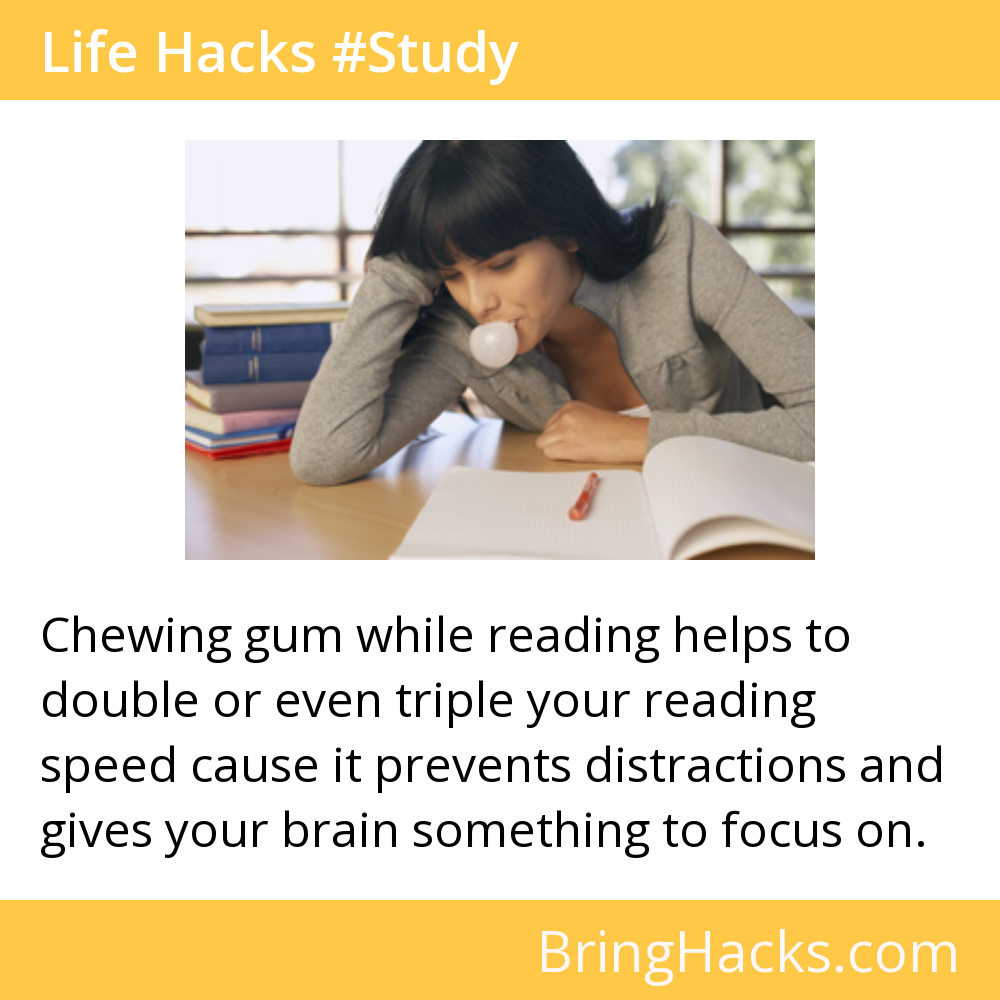 Life Hacks #Study
Chewing gum while reading helps to
double or even triple your reading
speed cause it prevents distractions and
gives your brain something to focus on.
BringHacks.com